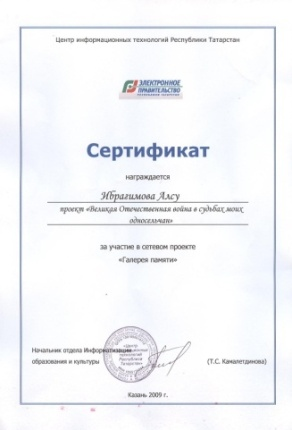 Центр информационных технологий Республики Татарстан
ЭЛЕКТРОННОЕ
ПРАВИТЕЛЬСТВО
Сертификат
награждается
Ибрагимова Алсу
проект «Великая Отечественная война в судьбах моих
односельчан»
за участие в сетевом проекте
«Галерея памяти»
Начальник отдела Информатизации
образования и культуры
(Т.С. Камалетдинова)
Казань 2009 г.